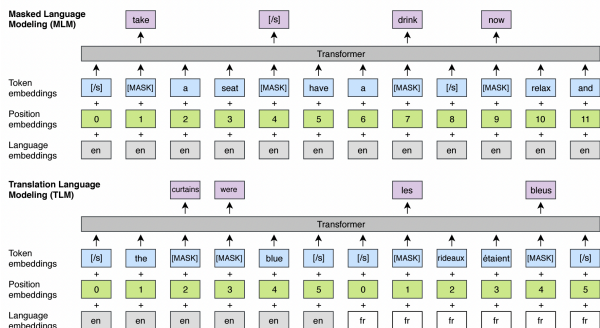 Masked Language
Modeling (MLM)
take [/s] drink now
Transformer
Token
embeddings
[/s] [MASK] a seat [MASK] have a [MASK] [/s] [MASK] relax and
+ + + + + + + + + + + +
Position
embeddings
0 1 2 3 4 5 6 7 8 9 10 11
+ + + + + + + + + + + +
Language
embeddings
en en en en en en en en en en en en
Translation Language
Modeling (TLM)
curtains were les bleus
Transformer
Token
embeddings
[/s] the [MASK] [MASK] blue [/s] [/s] [MASK] rideaux étaient [MASK] [/s]
+ + + + + + + + + + + +
Position
embeddings
0 1 2 3 4 5 0 1 2 3 4 5
+ + + + + + + + + + + +
Language
embeddings
en en en en en en fr fr fr fr fr fr